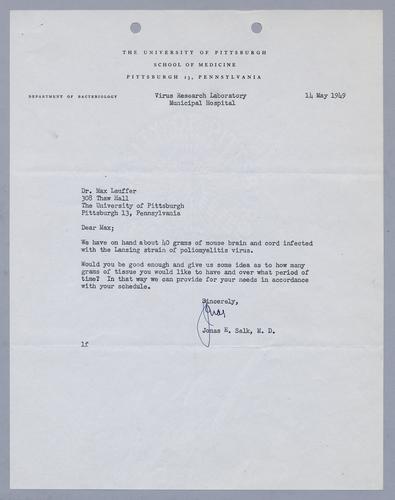 THE UNIVERSITY OF PITTSBURGH
SCHOOL OF MEDICINE
PITTSBURGH 13, PENNSYLVANIA
DEPARTMENT OF BACTERIOLOGY
Virus Research Laboratory
Municipal Hospital
14 May 1949
Dr. Max Lauffer
308 Thaw Hall
The University of Pittsburgh
Pittsburgh 13, Pennsylvania
Dear Max;
We have on hand about 40 grams of mouse brain and cord infected
with the Lansing strain of poliomyelitis virus.
Would you be good enough and give us some idea as to how many
grams of tissue you would like to have and over what period of
time? In that way we can provide for your needs in accordance
with your schedule.
Sincerely,
Jonas
Jonas E. Salk, M. D.
lf